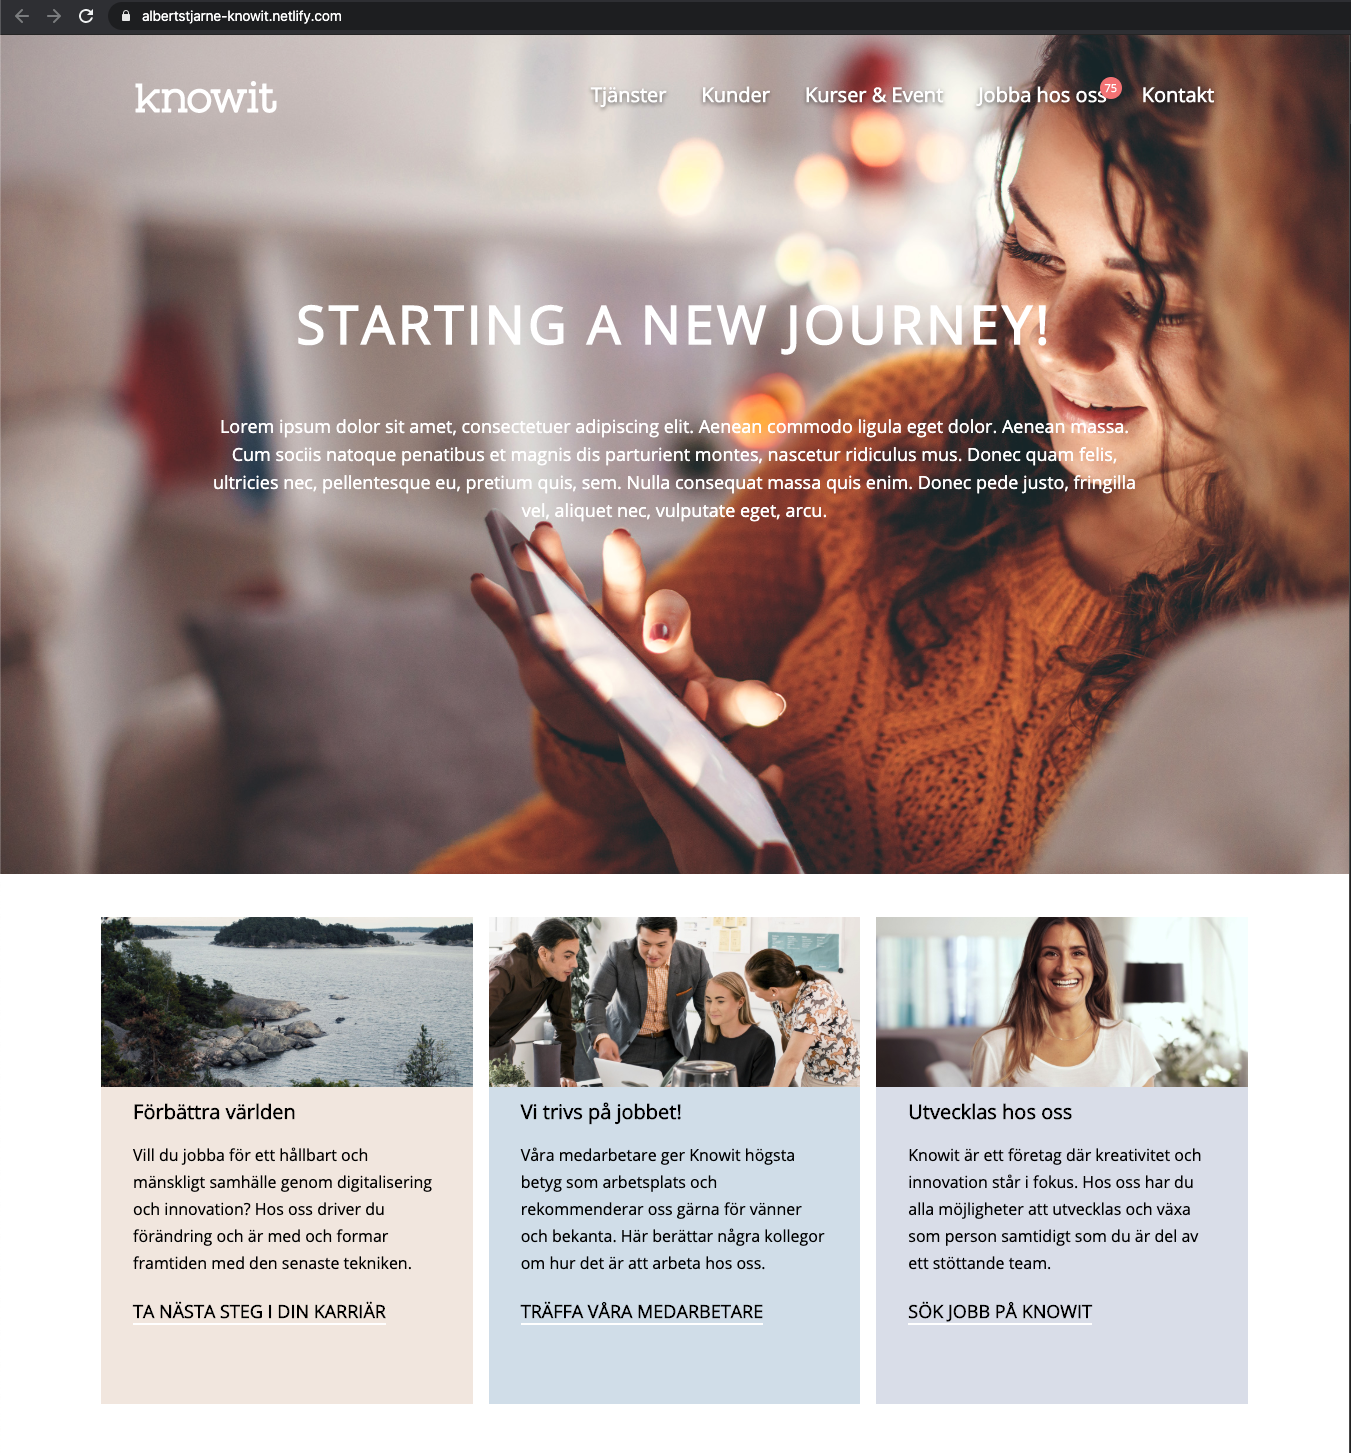 albertstjarne-knowit.netlify.com
knowit
Tjänster Kunder Kurser & Event Jobba hos oss 75 Kontakt
STARTING A NEW JOURNEY!
Lorem ipsum dolor sit amet, consectetuer adipiscing elit. Aenean commodo ligula eget dolor. Aenean massa.
Cum sociis natoque penatibus et magnis dis parturient montes, nascetur ridiculus mus. Donec quam felis,
ultricies nec, pellentesque eu, pretium quis, sem. Nulla consequat massa quis enim. Donec pede justo, fringilla
vel, aliquet nec, vulputate eget, arcu.
Förbättra världen
Vill du jobba för ett hållbart och
mänskligt samhälle genom digitalisering
och innovation? Hos oss driver du
förändring och är med och formar
framtiden med den senaste tekniken.
TA NÄSTA STEG I DIN KARRIÄR
Vi trivs på jobbet!
Våra medarbetare ger Knowit högsta
betyg som arbetsplats och
rekommenderar oss gärna för vänner
och bekanta. Här berättar några kollegor
om hur det är att arbeta hos oss.
TRÄFFA VÅRA MEDARBETARE
Utvecklas hos oss
Knowit är ett företag där kreativitet och
innovation står i fokus. Hos oss har du
alla möjligheter att utvecklas och växa
som person samtidigt som du är del av
ett stöttande team.
SÖK JOBB PÅ KNOWIT